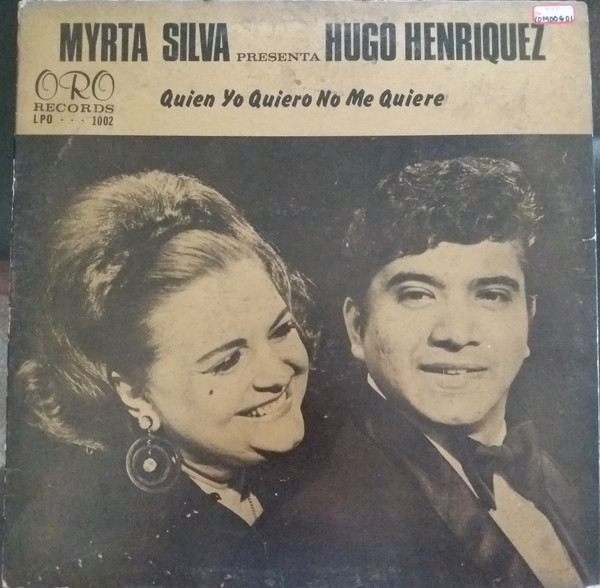 MYRTA SILVA PRESENTA HUGO HENRIQUEZ
ORO
RECORDS
LPO ··· 1002
Quien Yo Quiero No Me Quiere